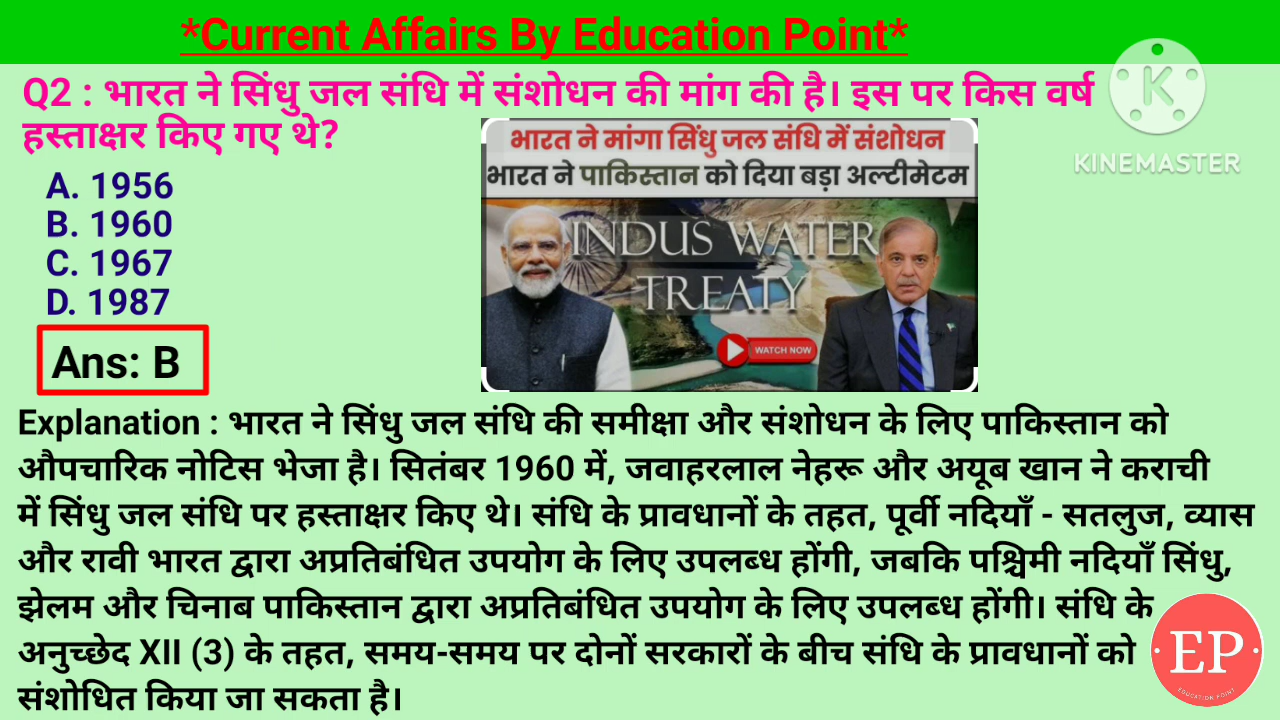 *Current Affairs By Education Point*
Q2 : भारत ने सिंधु जल संधि में संशोधन की मांग की है। इस पर किस वर्ष
हस्ताक्षर किए गए थे?
KINEMASTER
A. 1956
B. 1960
C. 1967
D. 1987
Ans: B
भारत ने मांगा सिंधु जल संधि में संशोधन
भारत ने पाकिस्तान को दिया बड़ा अल्टीमेटम
INDUS WATER
TREATY
WATCH NOW
Explanation : भारत ने सिंधु जल संधि की समीक्षा और संशोधन के लिए पाकिस्तान को
औपचारिक नोटिस भेजा है। सितंबर 1960 में, जवाहरलाल नेहरू और अयूब खान ने कराची
में सिंधु जल संधि पर हस्ताक्षर किए थे। संधि के प्रावधानों के तहत, पूर्वी नदियाँ - सतलुज, व्यास
और रावी भारत द्वारा अप्रतिबंधित उपयोग के लिए उपलब्ध होंगी, जबकि पश्चिमी नदियाँ सिंधु,
झेलम और चिनाब पाकिस्तान द्वारा अप्रतिबंधित उपयोग के लिए उपलब्ध होंगी। संधि के
अनुच्छेद XII (3) के तहत, समय-समय पर दोनों सरकारों के बीच संधि के प्रावधानों को
संशोधित किया जा सकता है।
EP
EDUCATION POINT